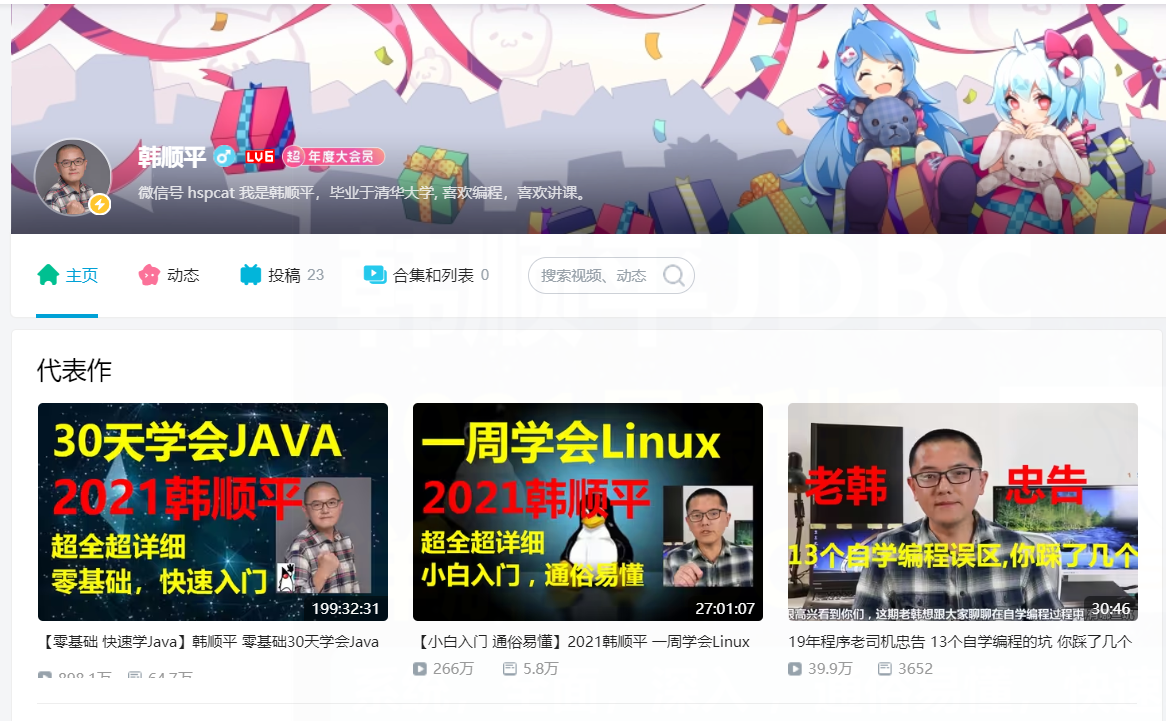 韩顺平 LV6 超 年度大会员
微信号 hspcat 我是韩顺平，毕业于清华大学, 喜欢编程，喜欢讲课。
主页 动态 投稿 23 合集和列表 0 搜索视频、动态
代表作
30天学会JAVA
2021韩顺平
超全超详细
零基础，快速入门
199:32:31
【零基础 快速学Java】韩顺平 零基础30天学会Java
898.1万 64.7万
一周学会Linux
2021韩顺平
超全超详细
小白入门，通俗易懂
27:01:07
【小白入门 通俗易懂】2021韩顺平 一周学会Linux
266万 5.8万
老韩 忠告
13个自学编程误区,你踩了几个
很高兴看到你们，这期老韩想跟大家聊聊在自学编程过程中
30:46
19年程序老司机忠告 13个自学编程的坑 你踩了几个
39.9万 3652